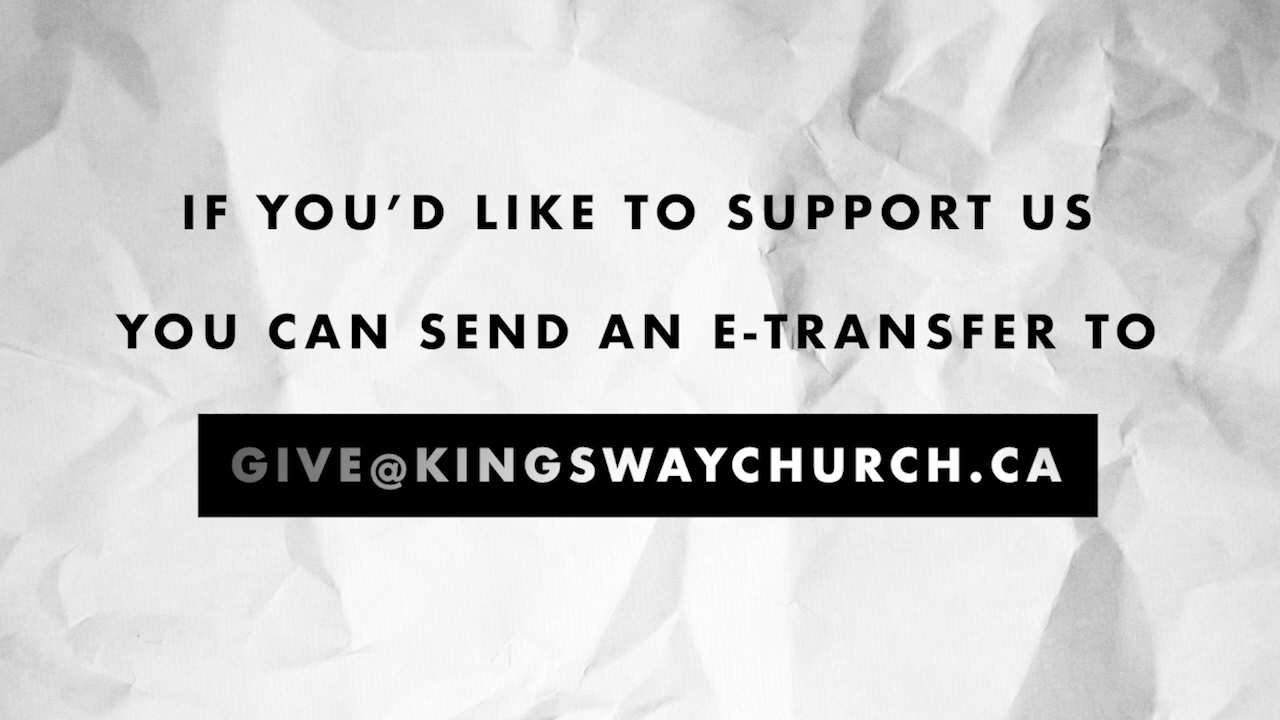 IF YOU’D LIKE TO SUPPORT US
YOU CAN SEND AN E-TRANSFER TO
GIVE@KINGSWAYCHURCH.CA